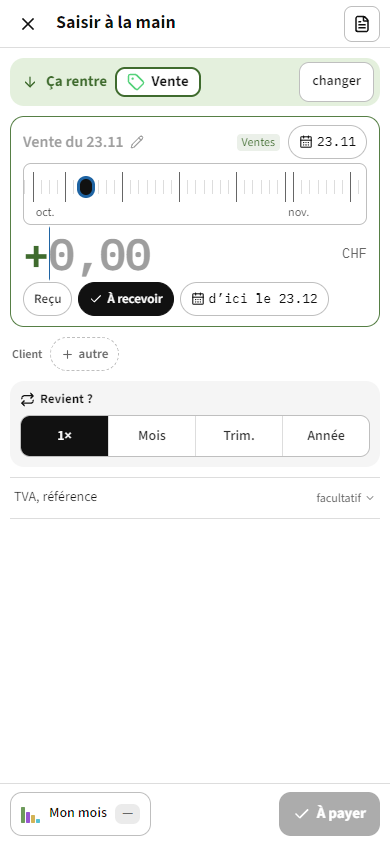 Saisir à la main
Ça rentre Vente changer
Vente du 23.11 Ventes 23.11
oct. nov.
+0,00 CHF
Reçu À recevoir d’ici le 23.12
Client + autre
Revient ?
1× Mois Trim. Année
TVA, référence facultatif
Mon mois — À payer